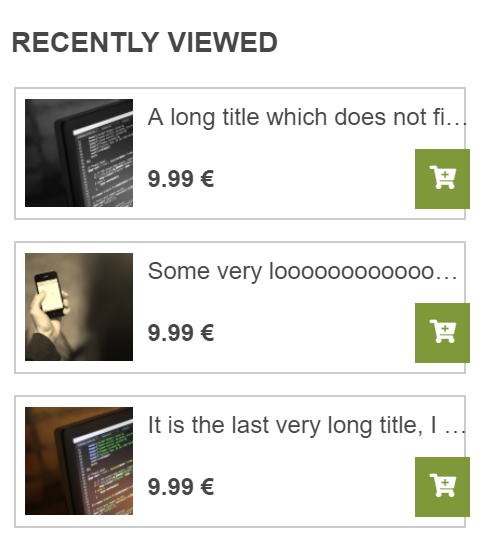 RECENTLY VIEWED
A long title which does not fi…
9.99 €
Some very looooooooooooo…
9.99 €
It is the last very long title, I …
9.99 €